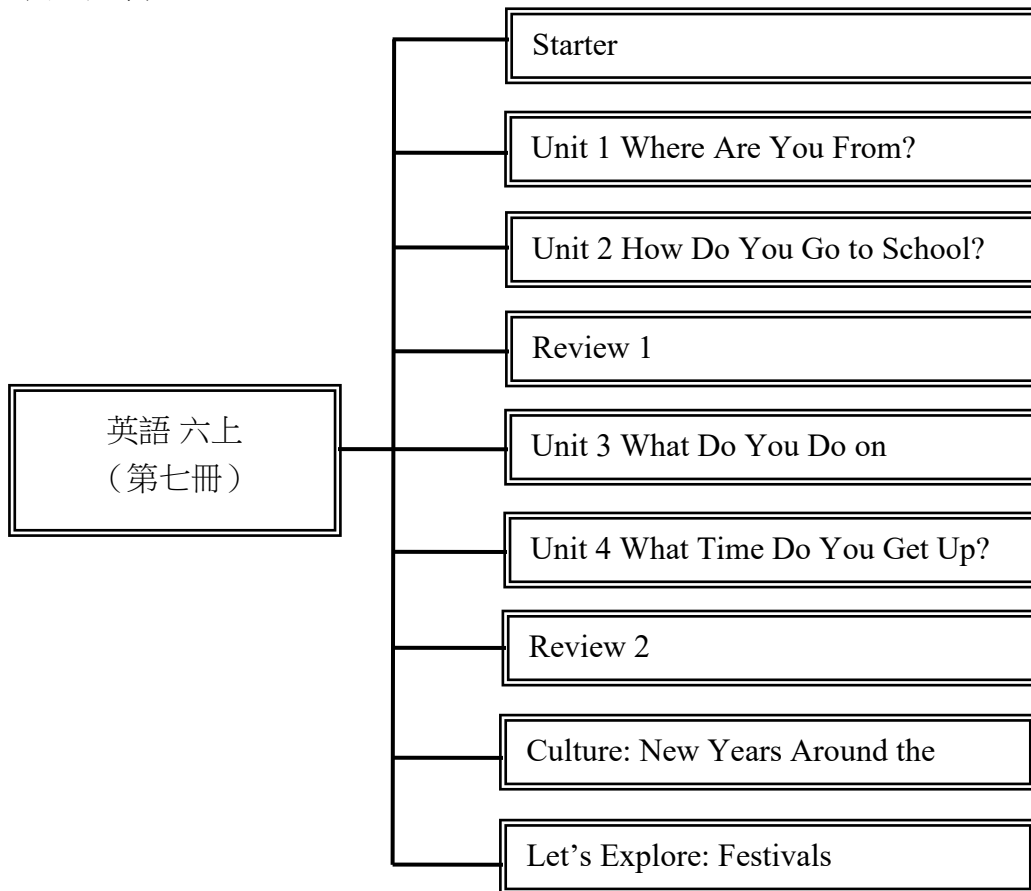 Starter
Unit 1 Where Are You From?
Unit 2 How Do You Go to School?
Review 1
英語 六上
（第七冊）
Unit 3 What Do You Do on
Unit 4 What Time Do You Get Up?
Review 2
Culture: New Years Around the
Let’s Explore: Festivals